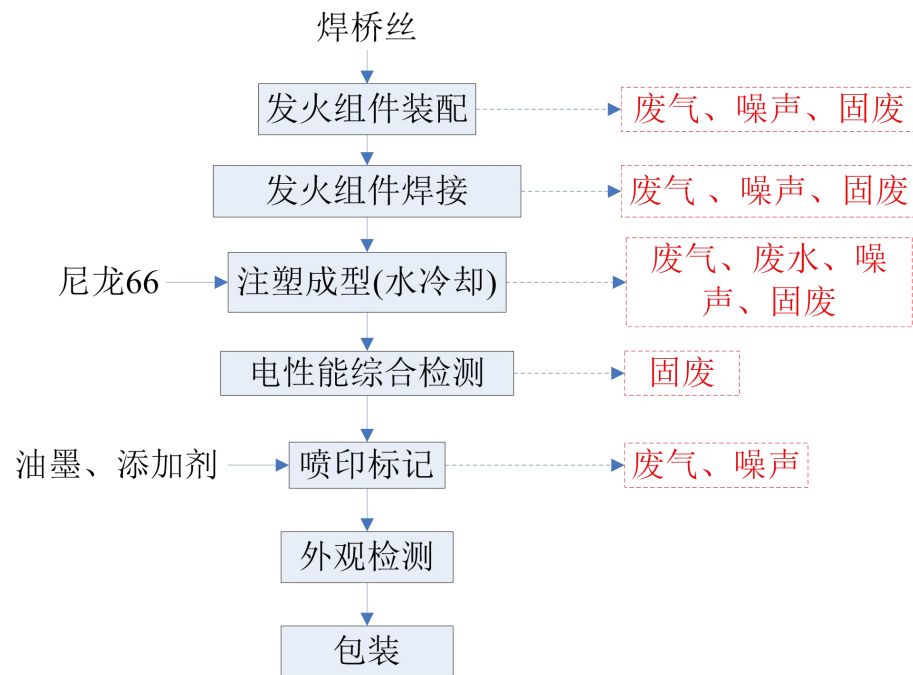 焊桥丝
发火组件装配
废气、噪声、固废
发火组件焊接
废气 、噪声、固废
尼龙66
注塑成型(水冷却)
废气、废水、噪
声、固废
电性能综合检测
固废
油墨、添加剂
喷印标记
废气、噪声
外观检测
包装